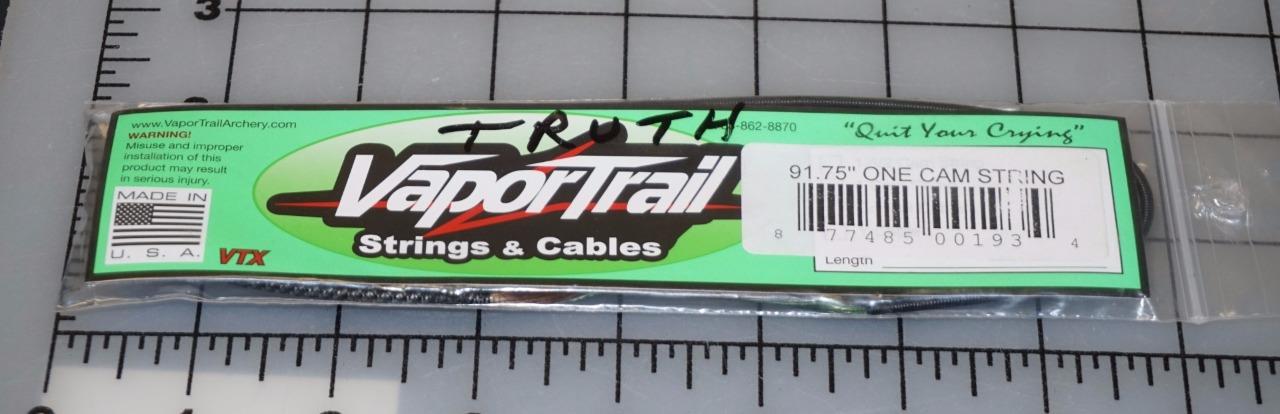 3
TRUTH
www.VaporTrailArchery.com
-862-8870
"Quit Your Crying"
WARNING!
Misuse and improper
installation of this
product may result
in serious injury.
MADE IN
U. S. A.
VTX
VaporTrail
Strings & Cables
91.75" ONE CAM STRING
8 77485 00193 4
Length
1